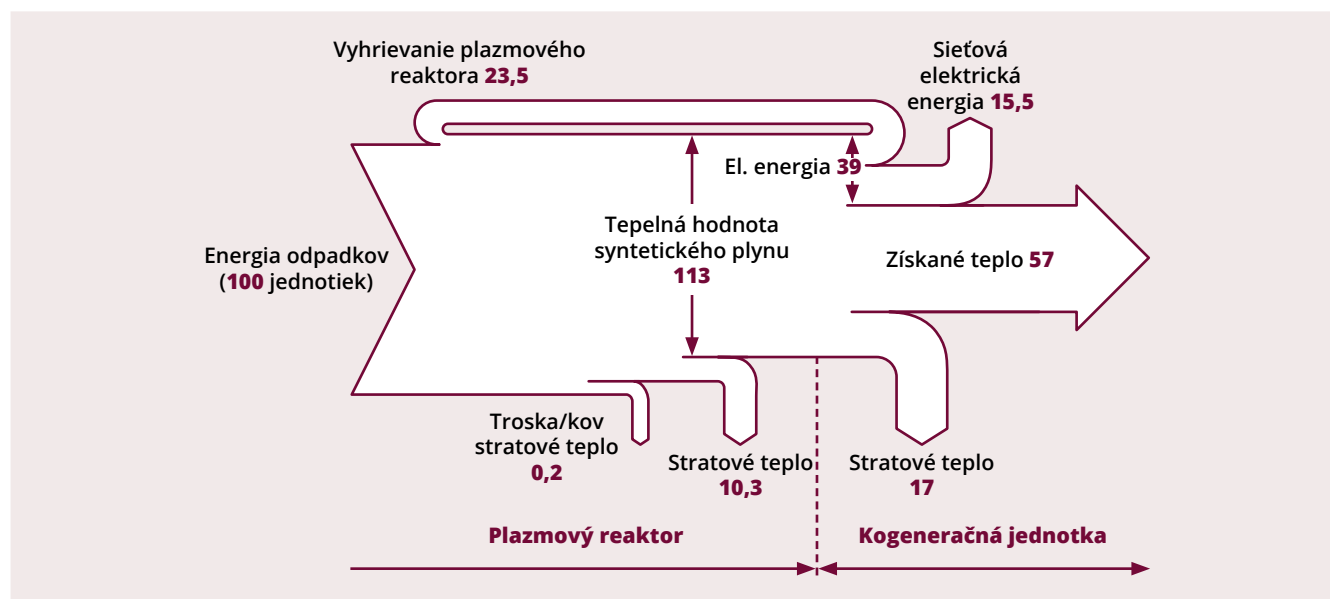 Vyhrievanie plazmového
reaktora 23,5
Sieťová
elektrická
energia 15,5
El. energia 39
Tepelná hodnota
syntetického plynu
113
Energia odpadkov
(100 jednotiek)
Získané teplo 57
Troska/kov
stratové teplo
0,2
Stratové teplo
10,3
Stratové teplo
17
Plazmový reaktor
Kogeneračná jednotka